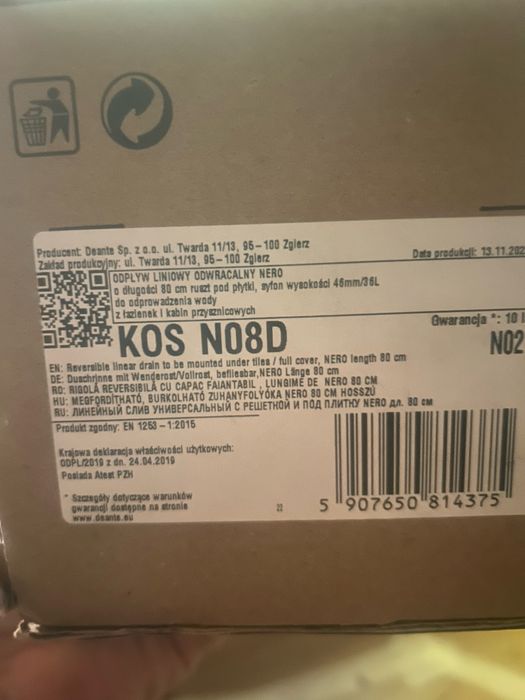 Producent: Deante Sp. z o.o. ul. Twarda 11/13, 95-100 Zgierz
Zakład produkcyjny: ul. Twarda 11/13, 95-100 Zgierz
Data produkcji: 13.11.202
ODPŁYW LINIOWY ODWRACALNY NERO
o długości 80 cm ruszt pod płytki, syfon wysokości 46mm/36L
do odprowadzenia wody
z łazienek i kabin prysznicowych
Gwarancja *: 10 l
KOS N08D
N02
EN: Reversible linear drain to be mounted under tiles / full cover, NERO length 80 cm
DE: Duschrinne mit Wenderost/Vollrost, befliesbar, NERO Länge 80 cm
RO: RIGOLĂ REVERSIBILĂ CU CAPAC FAIANTABIL, LUNGIME DE NERO 80 CM
HU: MEGFORDÍTHATÓ, BURKOLHATÓ ZUHANYFOLYÓKA NERO 80 CM HOSSZÚ
RU: ЛИНЕЙНЫЙ СЛИВ УНИВЕРСАЛЬНЫЙ С РЕШЕТНОЙ И ПОД ПЛИТНУ NERO дл. 80 см
Produkt zgodny: EN 1253-1:2015
Krajowa deklaracja właściwości użytkowych:
ODPL/2019 z dn. 24.04.2019
Posiada Atest PZH
* Szczegóły dotyczące warunków
gwarancji dostępne na stronie
www.deante.eu
22
5 907650 814375